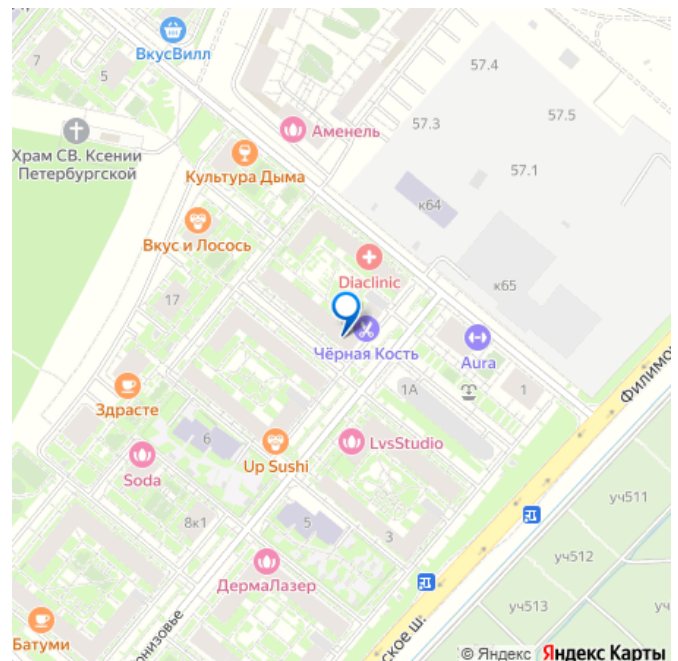 ВкусВилл
7
5
57.4
57.5
57.3
57.1
Аменель
Храм СВ. Ксении
Петербургской
Культура Дыма
к64
Вкус и Лосось
Diaclinic
к65
17
Чёрная Кость
Aura
1А
1
Филимо
Здрасте
6
LvsStudio
Up Sushi
Soda
уч511
8к1
5
3
уч512
ДермаЛазер
уч513
уч
Батуми
онизовье
ское ш.
© Яндекс Яндекс Карты